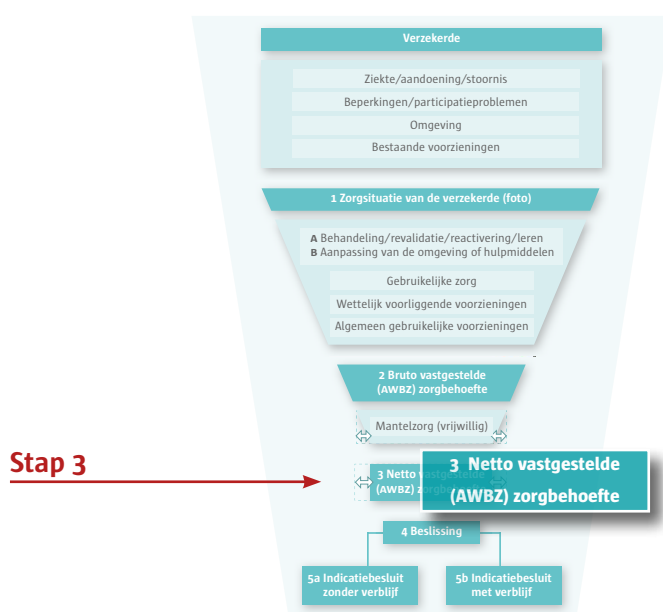 Verzekerde
Ziekte/aandoening/stoornis
Beperkingen/participatieproblemen
Omgeving
Bestaande voorzieningen
1 Zorgsituatie van de verzekerde (foto)
A Behandeling/revalidatie/reactivering/leren
B Aanpassing van de omgeving of hulpmiddelen
Gebruikelijke zorg
Wettelijk voorliggende voorzieningen
Algemeen gebruikelijke voorzieningen
2 Bruto vastgestelde
(AWBZ) zorgbehoefte
Mantelzorg (vrijwillig)
Stap 3
3 Netto vastgestelde
(AWBZ) zorgbehoefte
3 Netto vastgestelde
(AWBZ) zorgbehoefte
4 Beslissing
5a Indicatiebesluit
zonder verblijf
5b Indicatiebesluit
met verblijf